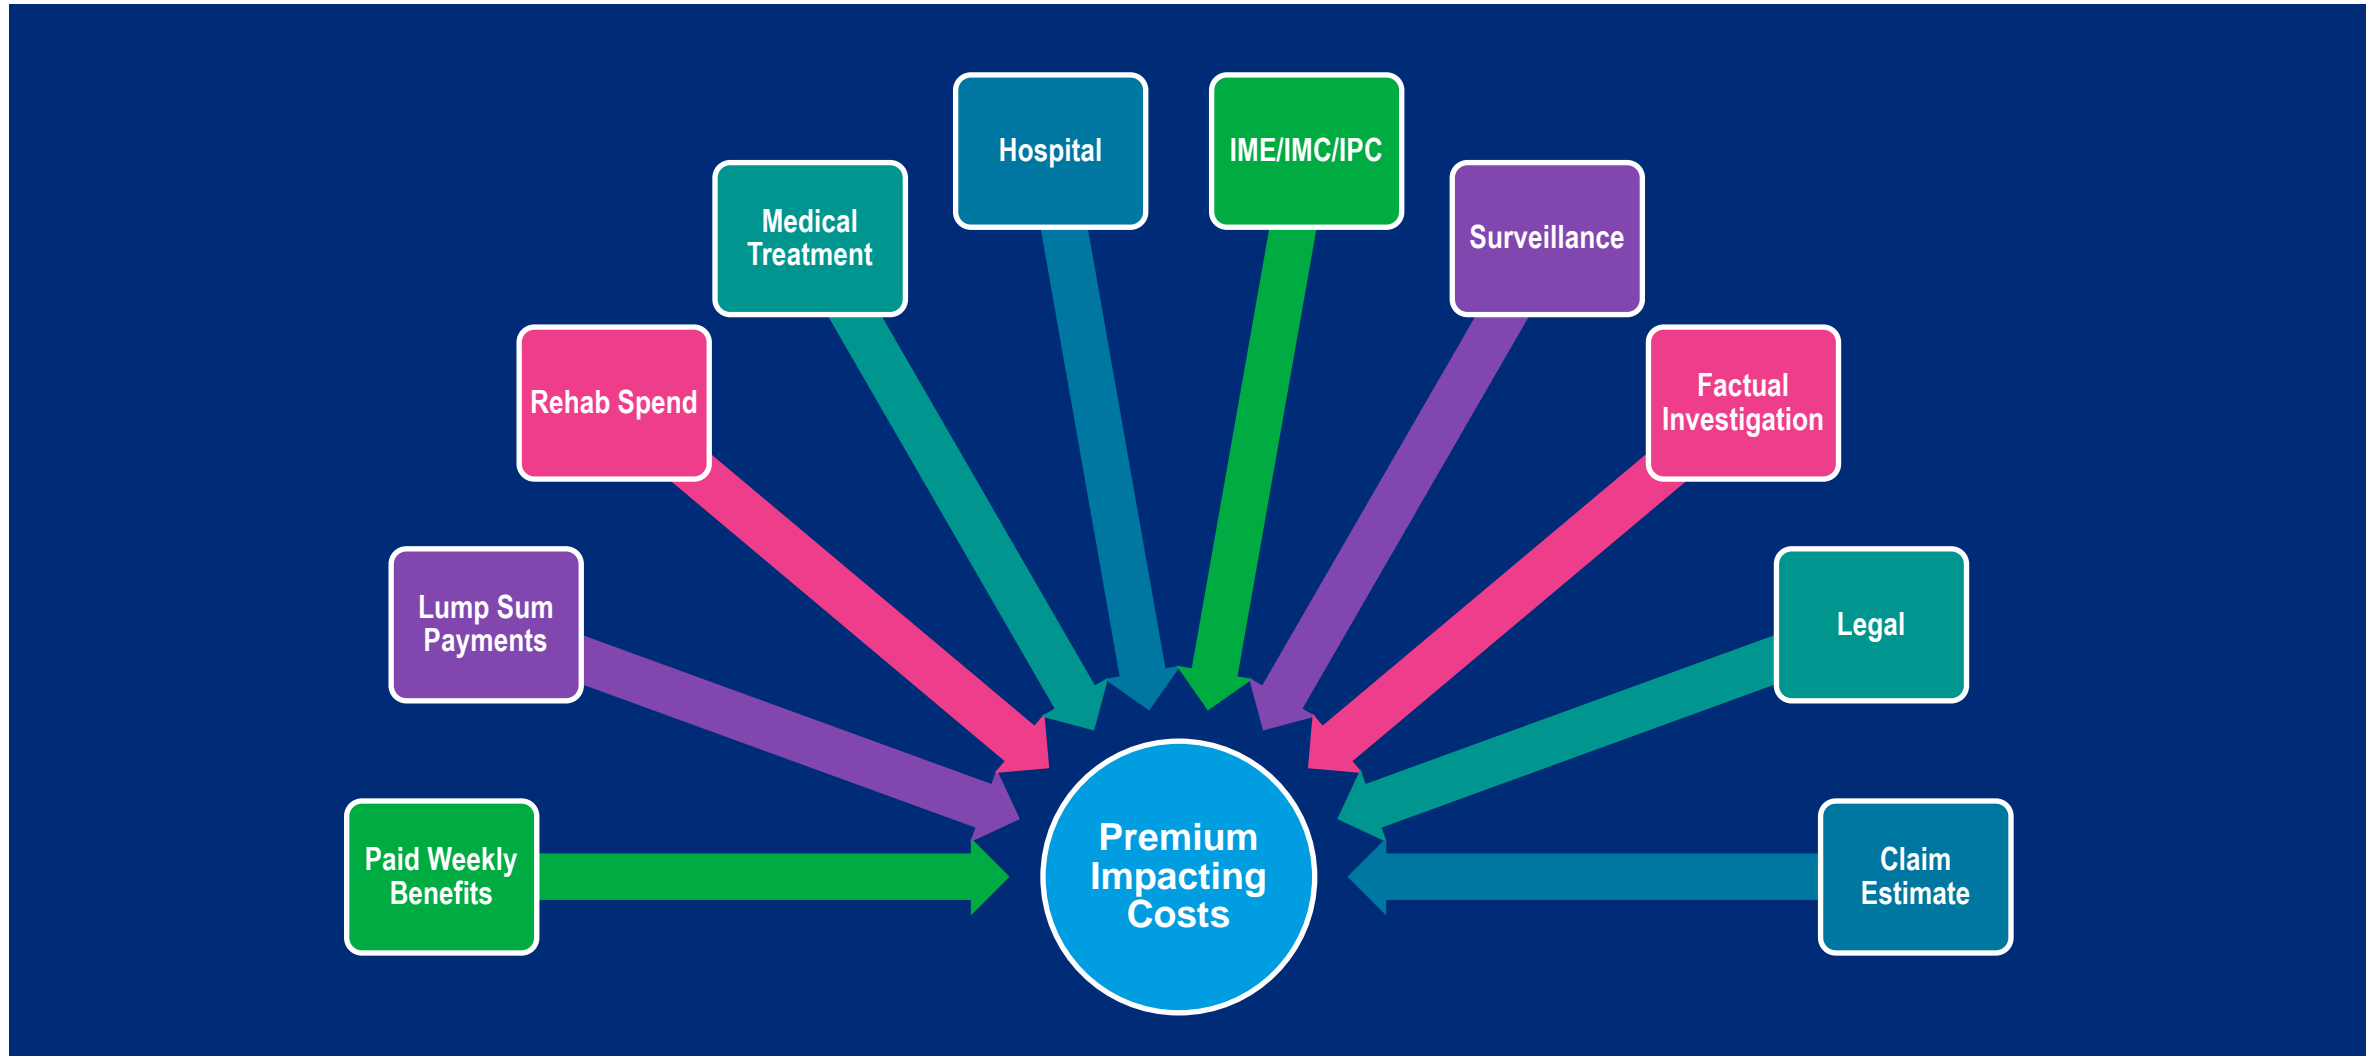 Hospital
IME/IMC/IPC
Medical
Treatment
Surveillance
Rehab Spend
Factual
Investigation
Lump Sum
Payments
Legal
Paid Weekly
Benefits
Premium
Impacting
Costs
Claim
Estimate